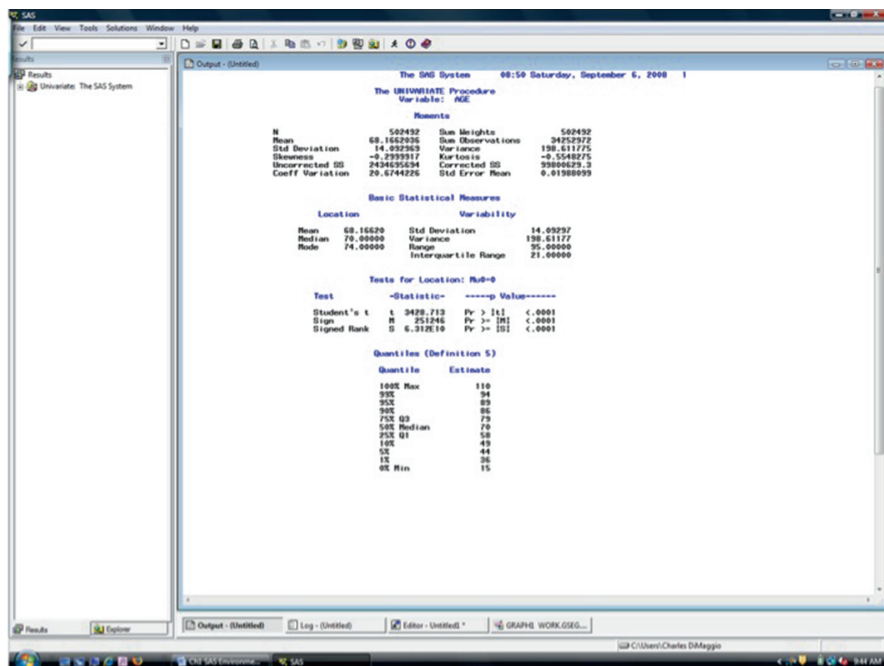 SAS
File Edit View Tools Solutions Window Help
Results
Results
Univariate: The SAS System
Output - (Untitled)
The SAS System 08:50 Saturday, September 6, 2008 1
The UNIVARIATE Procedure
Variable: AGE
Moments
N 502492 Sum Weights 502492
Mean 68.1662036 Sum Observations 34252972
Std Deviation 14.092969 Variance 198.611775
Skewness -0.2999917 Kurtosis -0.5548275
Uncorrected SS 2434695694 Corrected SS 99800629.3
Coeff Variation 20.6744226 Std Error Mean 0.01988099
Basic Statistical Measures
Location Variability
Mean 68.16620 Std Deviation 14.09297
Median 70.00000 Variance 198.61177
Mode 74.00000 Range 95.00000
Interquartile Range 21.00000
Tests for Location: Mu0=0
Test -Statistic- -----p Value------
Student's t t 3428.713 Pr > |t| <.0001
Sign M 251246 Pr >= |M| <.0001
Signed Rank S 6.312E10 Pr >= |S| <.0001
Quantiles (Definition 5)
Quantile Estimate
100% Max 110
99% 94
95% 89
90% 86
75% Q3 79
50% Median 70
25% Q1 58
10% 49
5% 44
1% 36
0% Min 15
Results Explorer Output - (Untitled) Log - (Untitled) Editor - Untitled1 * GRAPH1 WORK.GSEG...
C:\Users\Charles DiMaggio
Ch1 SAS Environme... SAS 9:44 AM